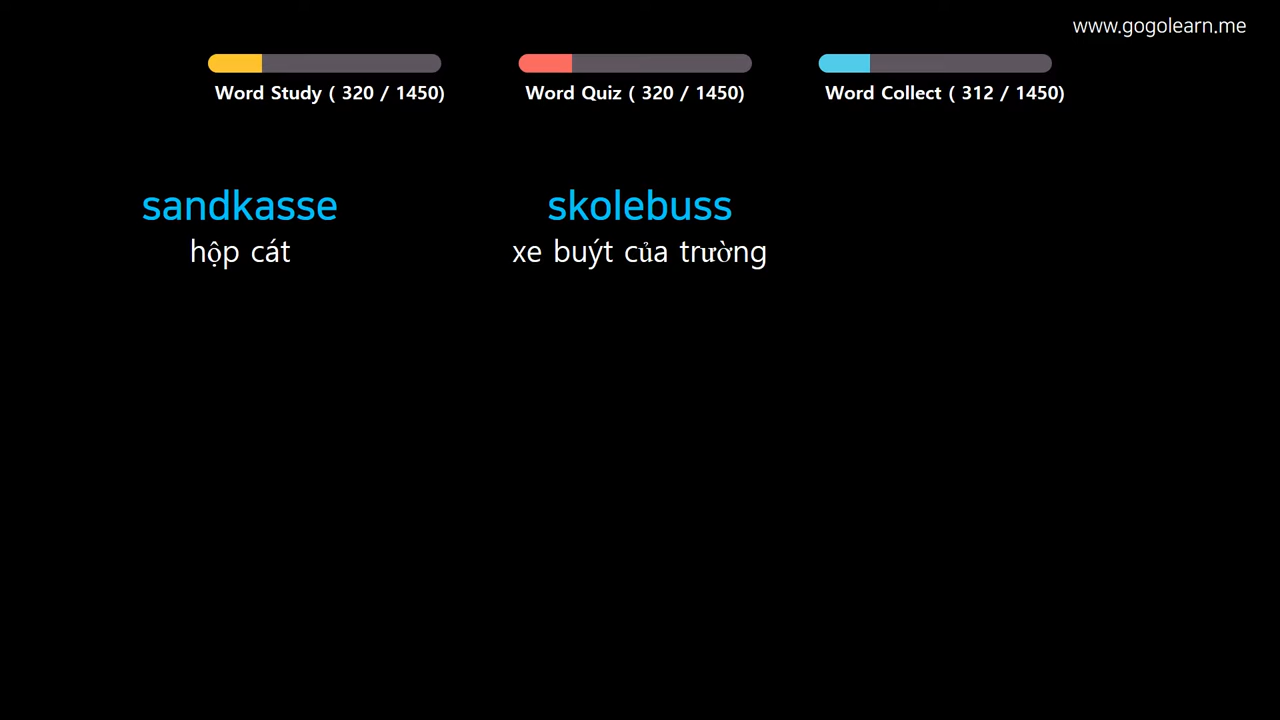 www.gogolearn.me
Word Study ( 320 / 1450)
Word Quiz ( 320 / 1450)
Word Collect ( 312 / 1450)
sandkasse
hộp cát
skolebuss
xe buýt của trường